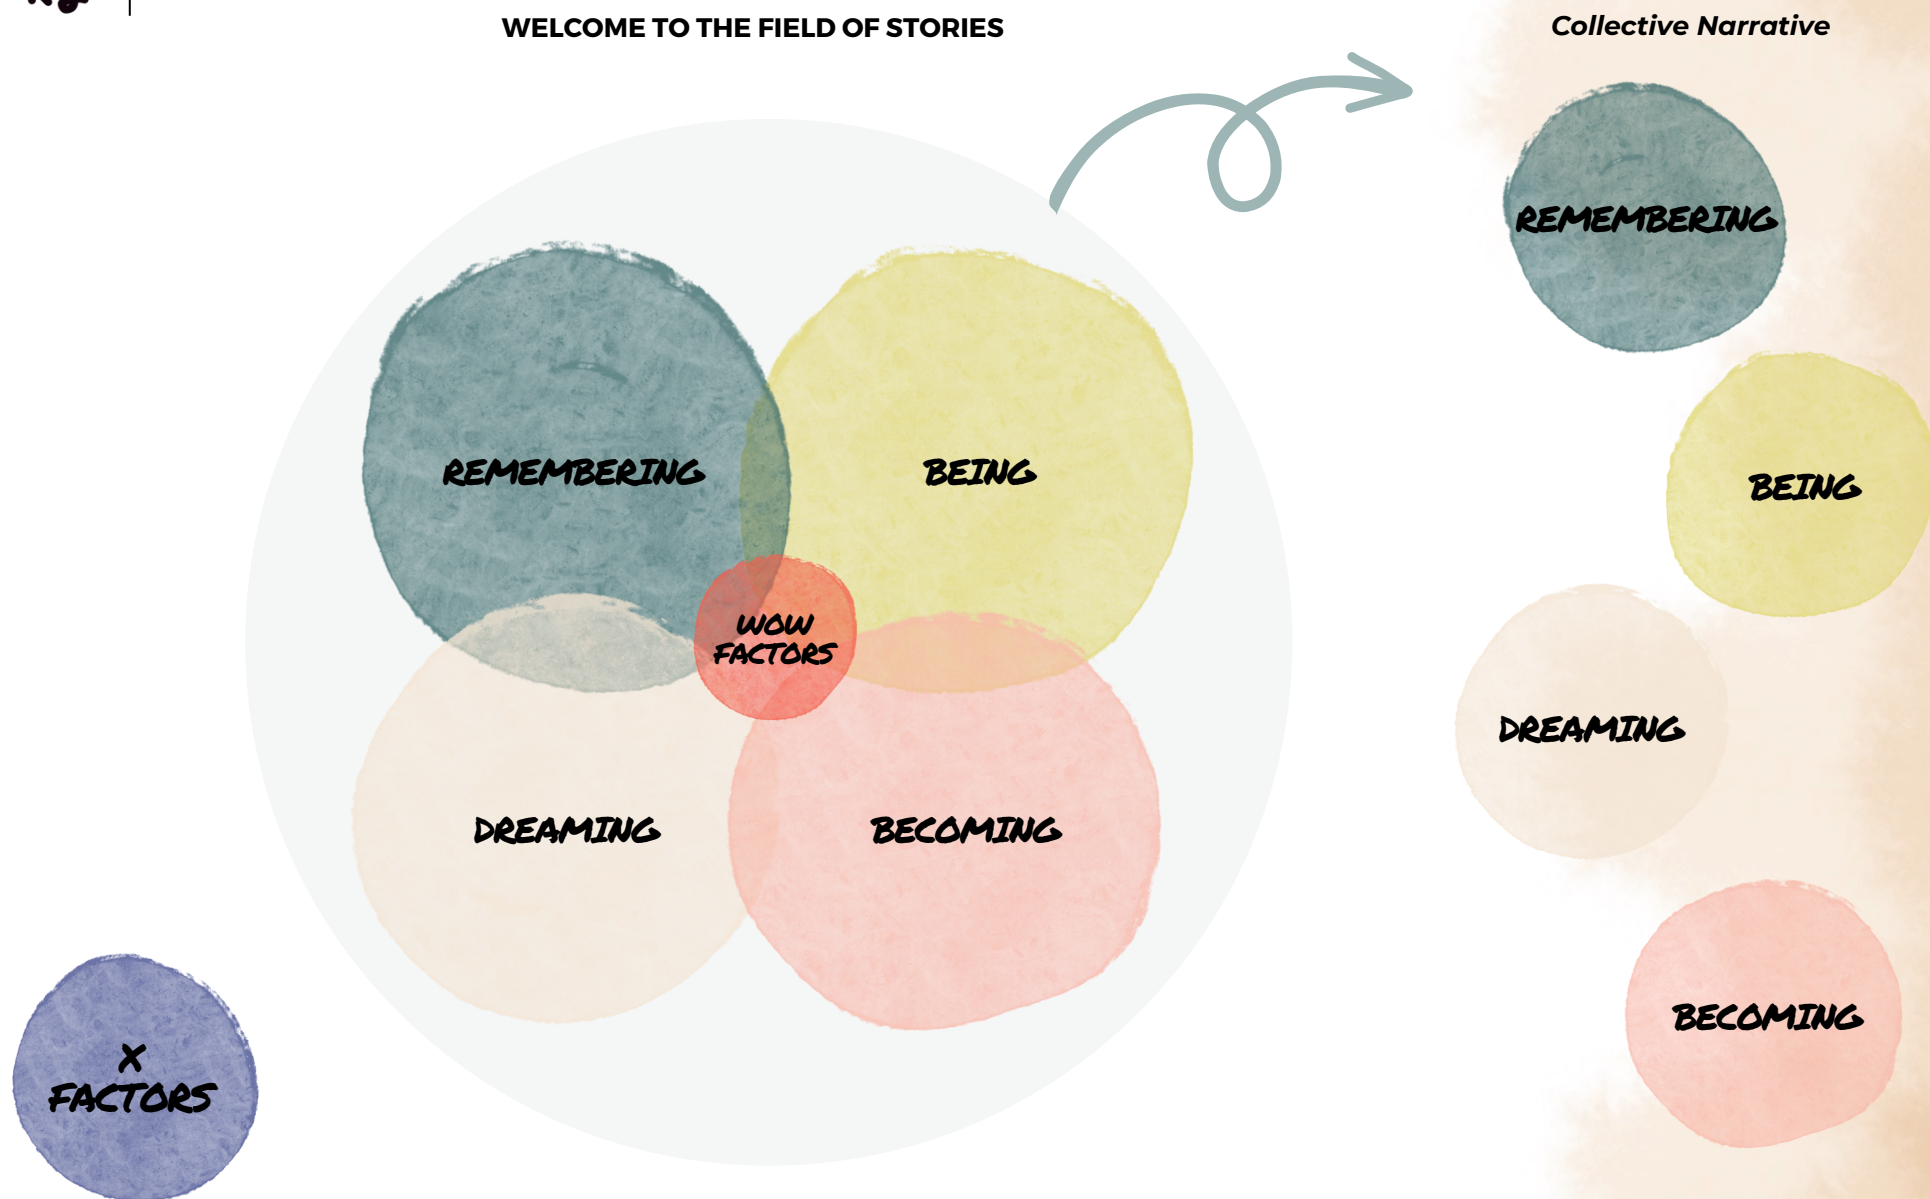 WELCOME TO THE FIELD OF STORIES
REMEMBERING
BEING
WOW
FACTORS
DREAMING
BECOMING
X
FACTORS
Collective Narrative
REMEMBERING
BEING
DREAMING
BECOMING